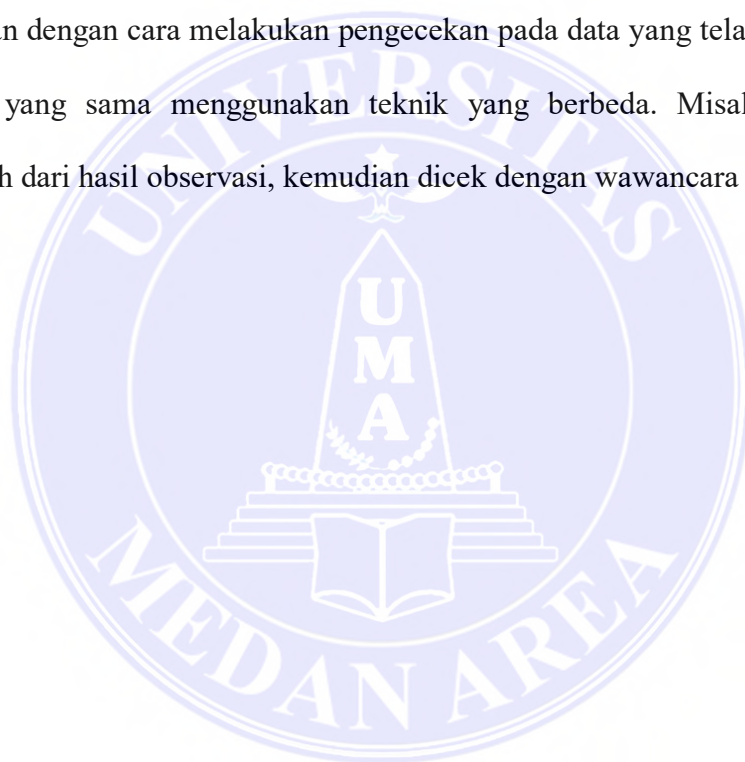 n dengan cara melakukan pengecekan pada data yang tela
yang sama menggunakan teknik yang berbeda. Misal
h dari hasil observasi, kemudian dicek dengan wawancara
UNIVERSITAS
U
M
A
MEDAN AREA